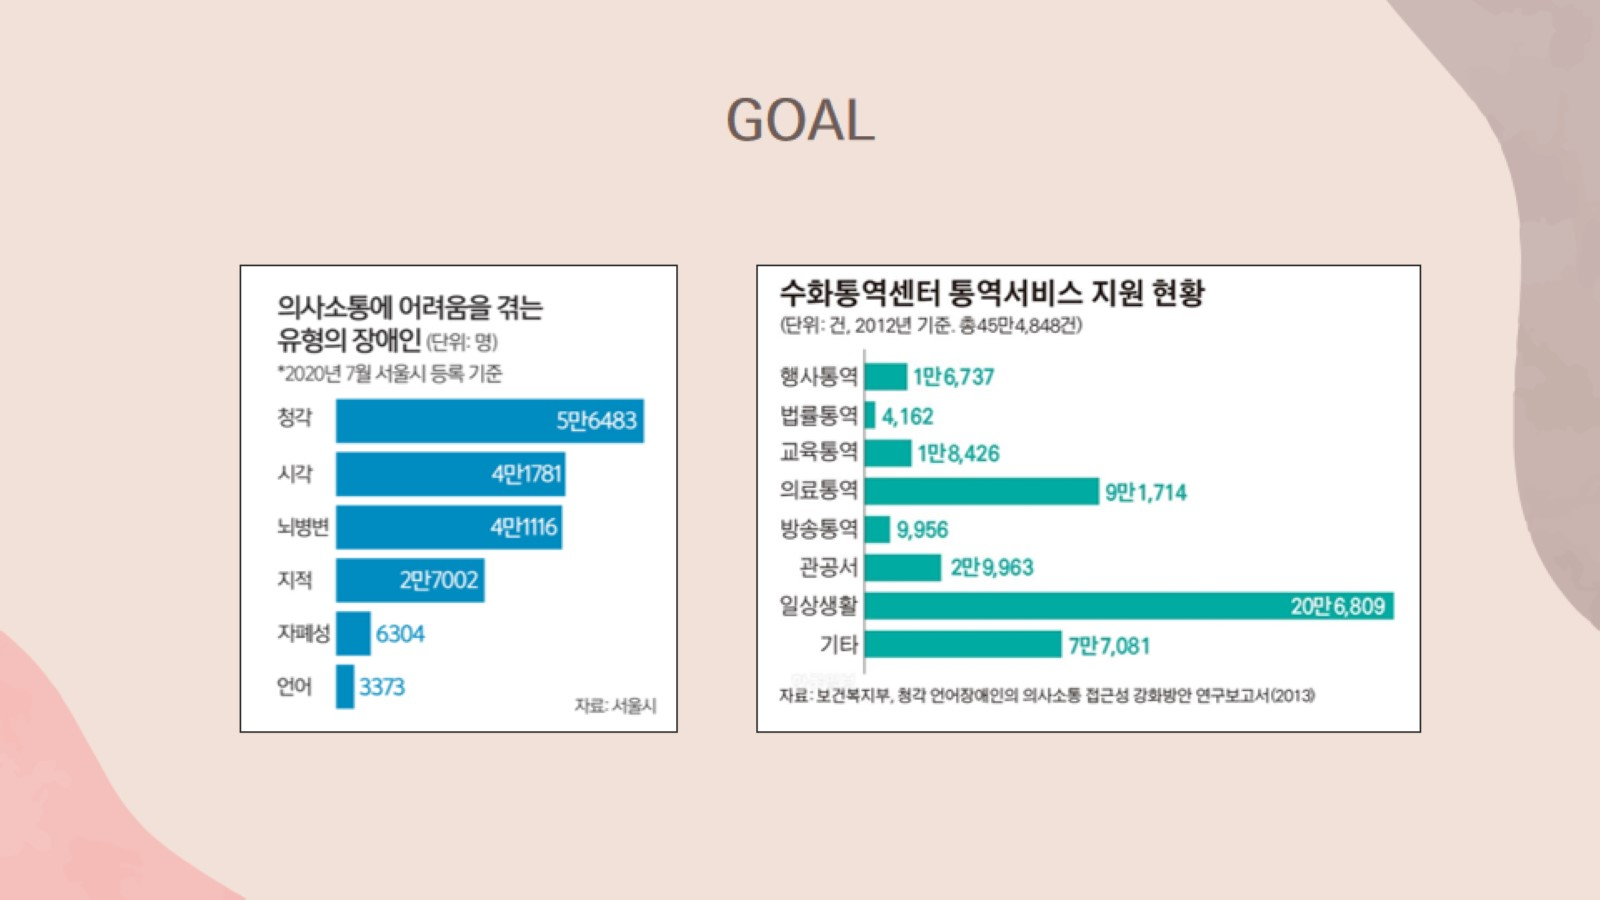 GOAL
의사소통에 어려움을 겪는
유형의 장애인 (단위: 명)
*2020년 7월 서울시 등록 기준
청각 5만6483
시각 4만1781
뇌병변 4만1116
지적 2만7002
자폐성 6304
언어 3373
자료: 서울시
수화통역센터 통역서비스 지원 현황
(단위: 건, 2012년 기준. 총45만4,848건)
행사통역 1만6,737
법률통역 4,162
교육통역 1만8,426
의료통역 9만1,714
방송통역 9,956
관공서 2만9,963
일상생활 20만6,809
기타 7만7,081
자료: 보건복지부, 청각 언어장애인의 의사소통 접근성 강화방안 연구보고서(2013)